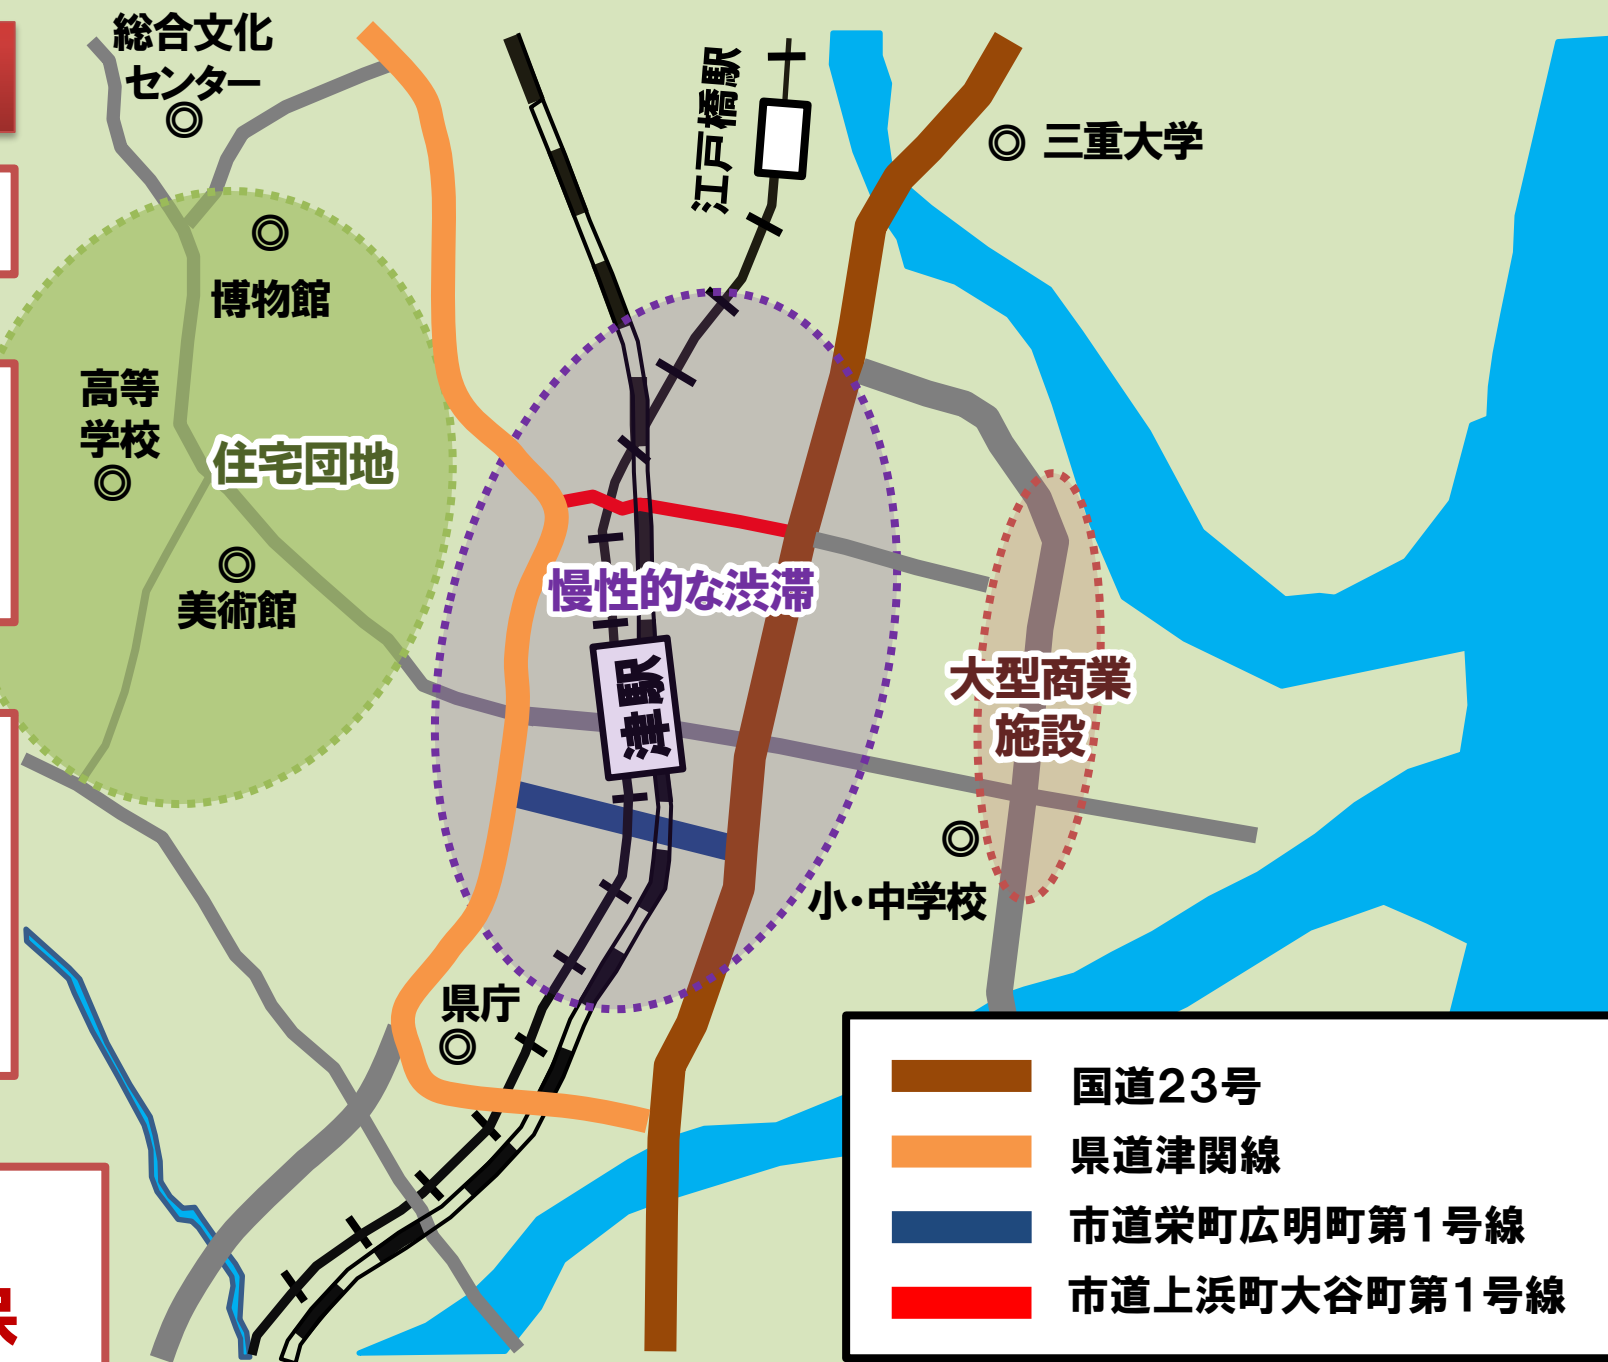 総合文化
センター
江戸橋駅
三重大学
博物館
高等
学校
住宅団地
美術館
慢性的な渋滞
津駅
大型商業
施設
小・中学校
県庁
国道23号
県道津関線
市道栄町広明町第1号線
市道上浜町大谷町第1号線